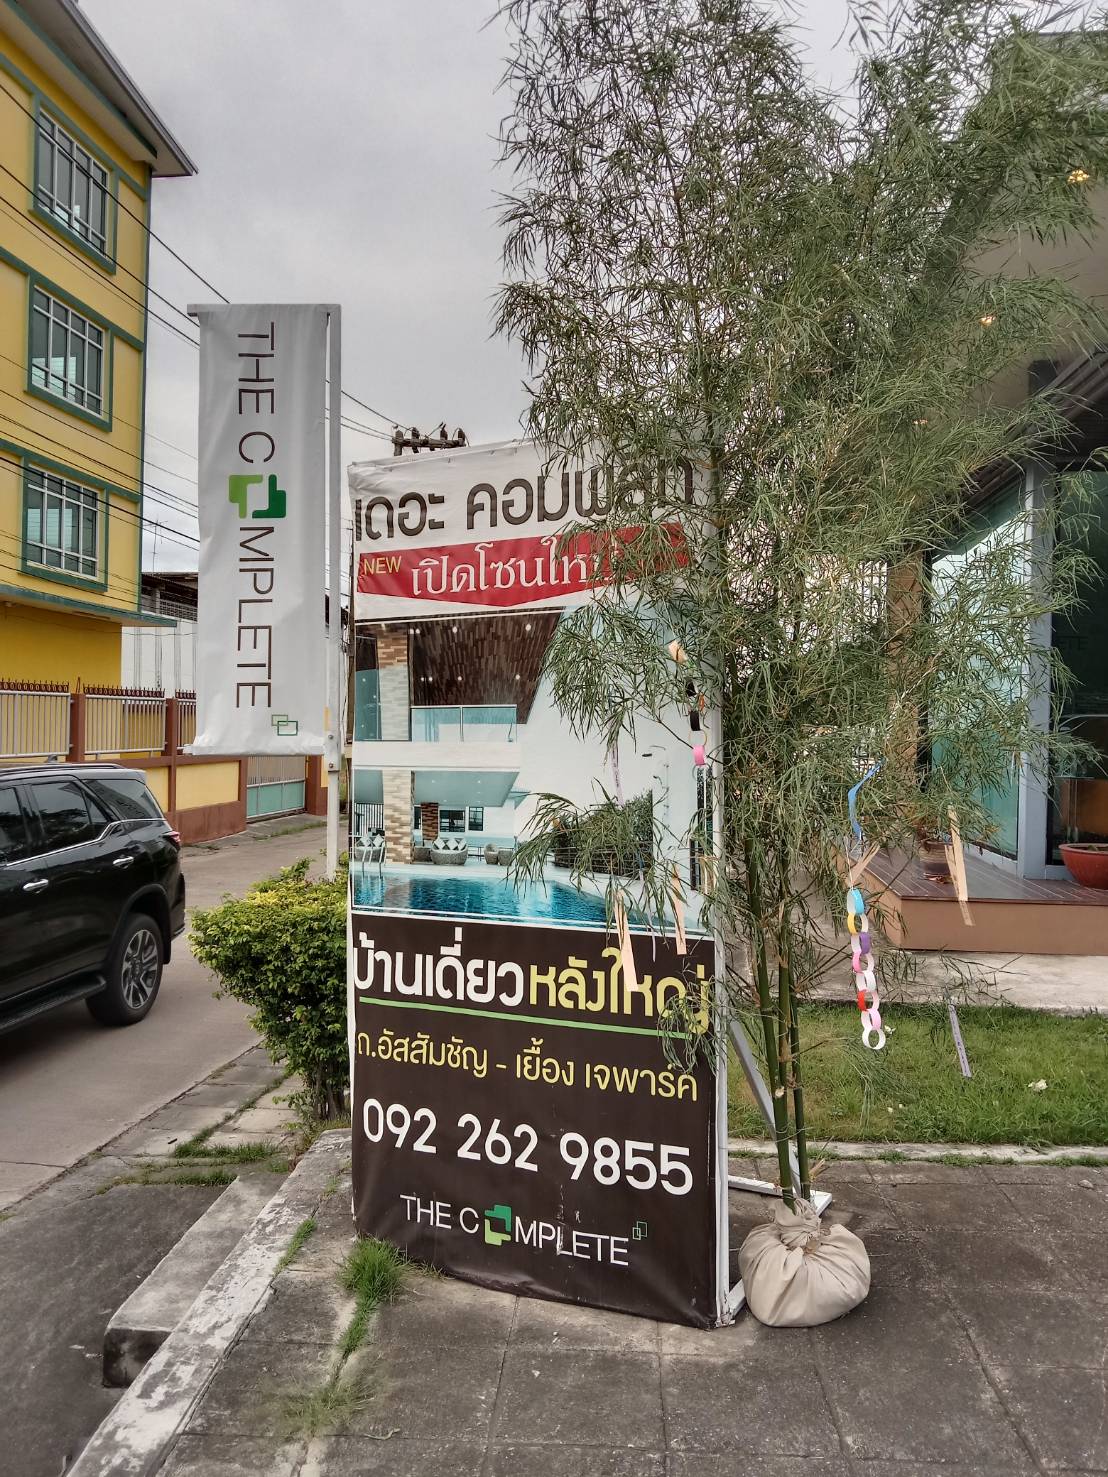 THE COMPLETE
เดอะ คอมพลีท
NEW เปิดโซนใหม่
บ้านเดี่ยวหลังใหญ่
ถ.อัสสัมชัญ - เยื้อง เจพาร์ค
092 262 9855
THE COMPLETE